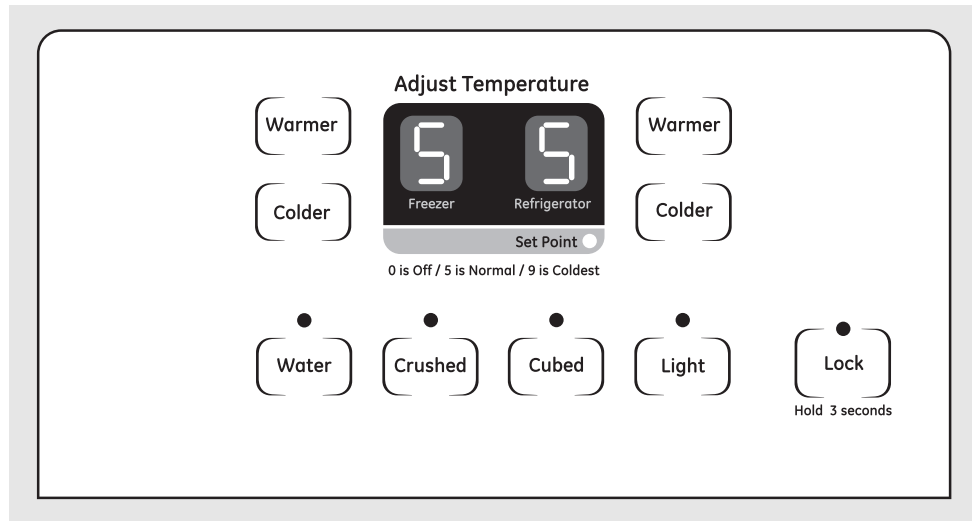 Adjust Temperature
Warmer
5 5
Warmer
Freezer Refrigerator
Colder
Colder
Set Point
0 is Off / 5 is Normal / 9 is Coldest
Water
Crushed
Cubed
Light
Lock
Hold 3 seconds